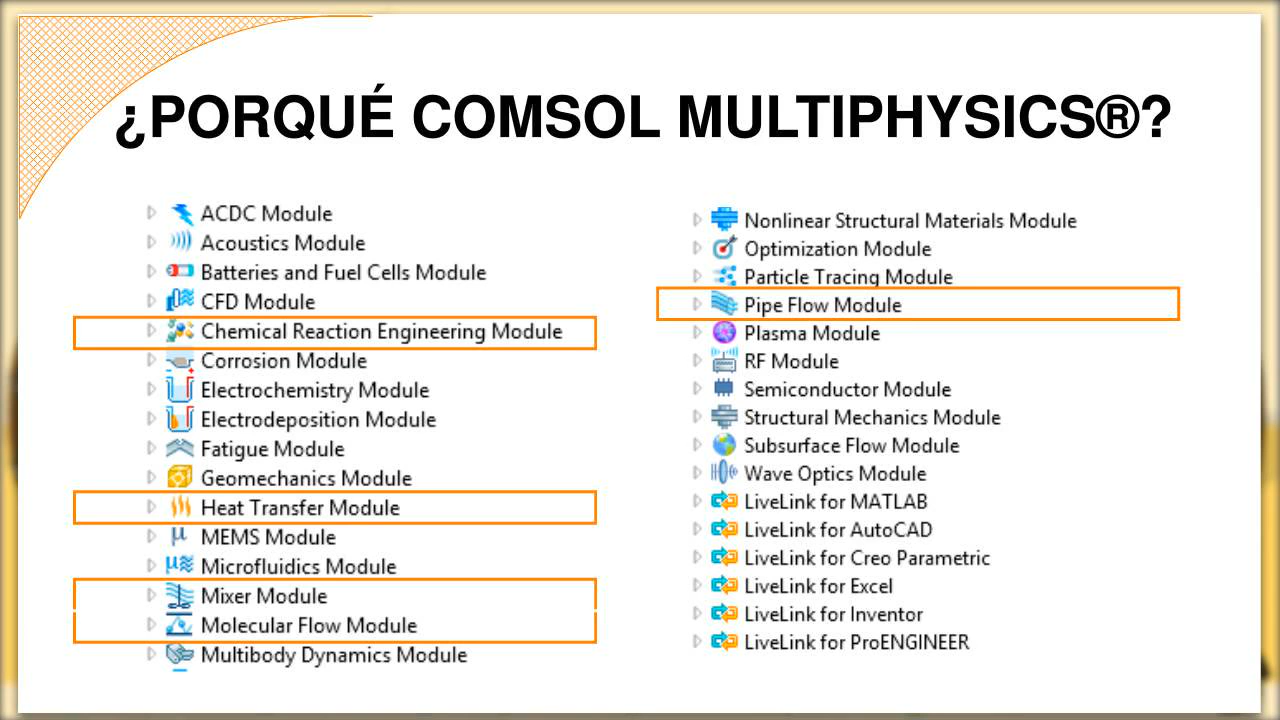 ¿PORQUÉ COMSOL MULTIPHYSICS®?
ACDC Module
Acoustics Module
Batteries and Fuel Cells Module
CFD Module
Chemical Reaction Engineering Module
Corrosion Module
Electrochemistry Module
Electrodeposition Module
Fatigue Module
Geomechanics Module
Heat Transfer Module
MEMS Module
Microfluidics Module
Mixer Module
Molecular Flow Module
Multibody Dynamics Module
Nonlinear Structural Materials Module
Optimization Module
Particle Tracing Module
Pipe Flow Module
Plasma Module
RF Module
Semiconductor Module
Structural Mechanics Module
Subsurface Flow Module
Wave Optics Module
LiveLink for MATLAB
LiveLink for AutoCAD
LiveLink for Creo Parametric
LiveLink for Excel
LiveLink for Inventor
LiveLink for ProENGINEER